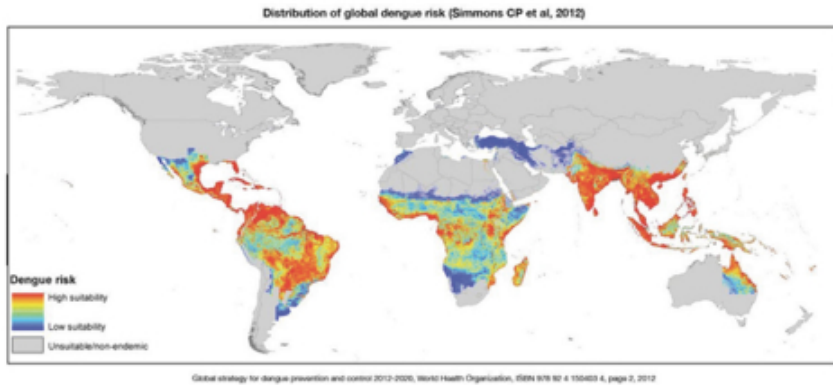 Distribution of global dengue risk (Simmons CP et al, 2012)
Dengue risk
High suitability
Low suitability
Unsuitable/non-endemic
Global strategy for dengue prevention and control 2012-2020, World Health Organization, ISBN 978 92 4 150403 4, page 2, 2012